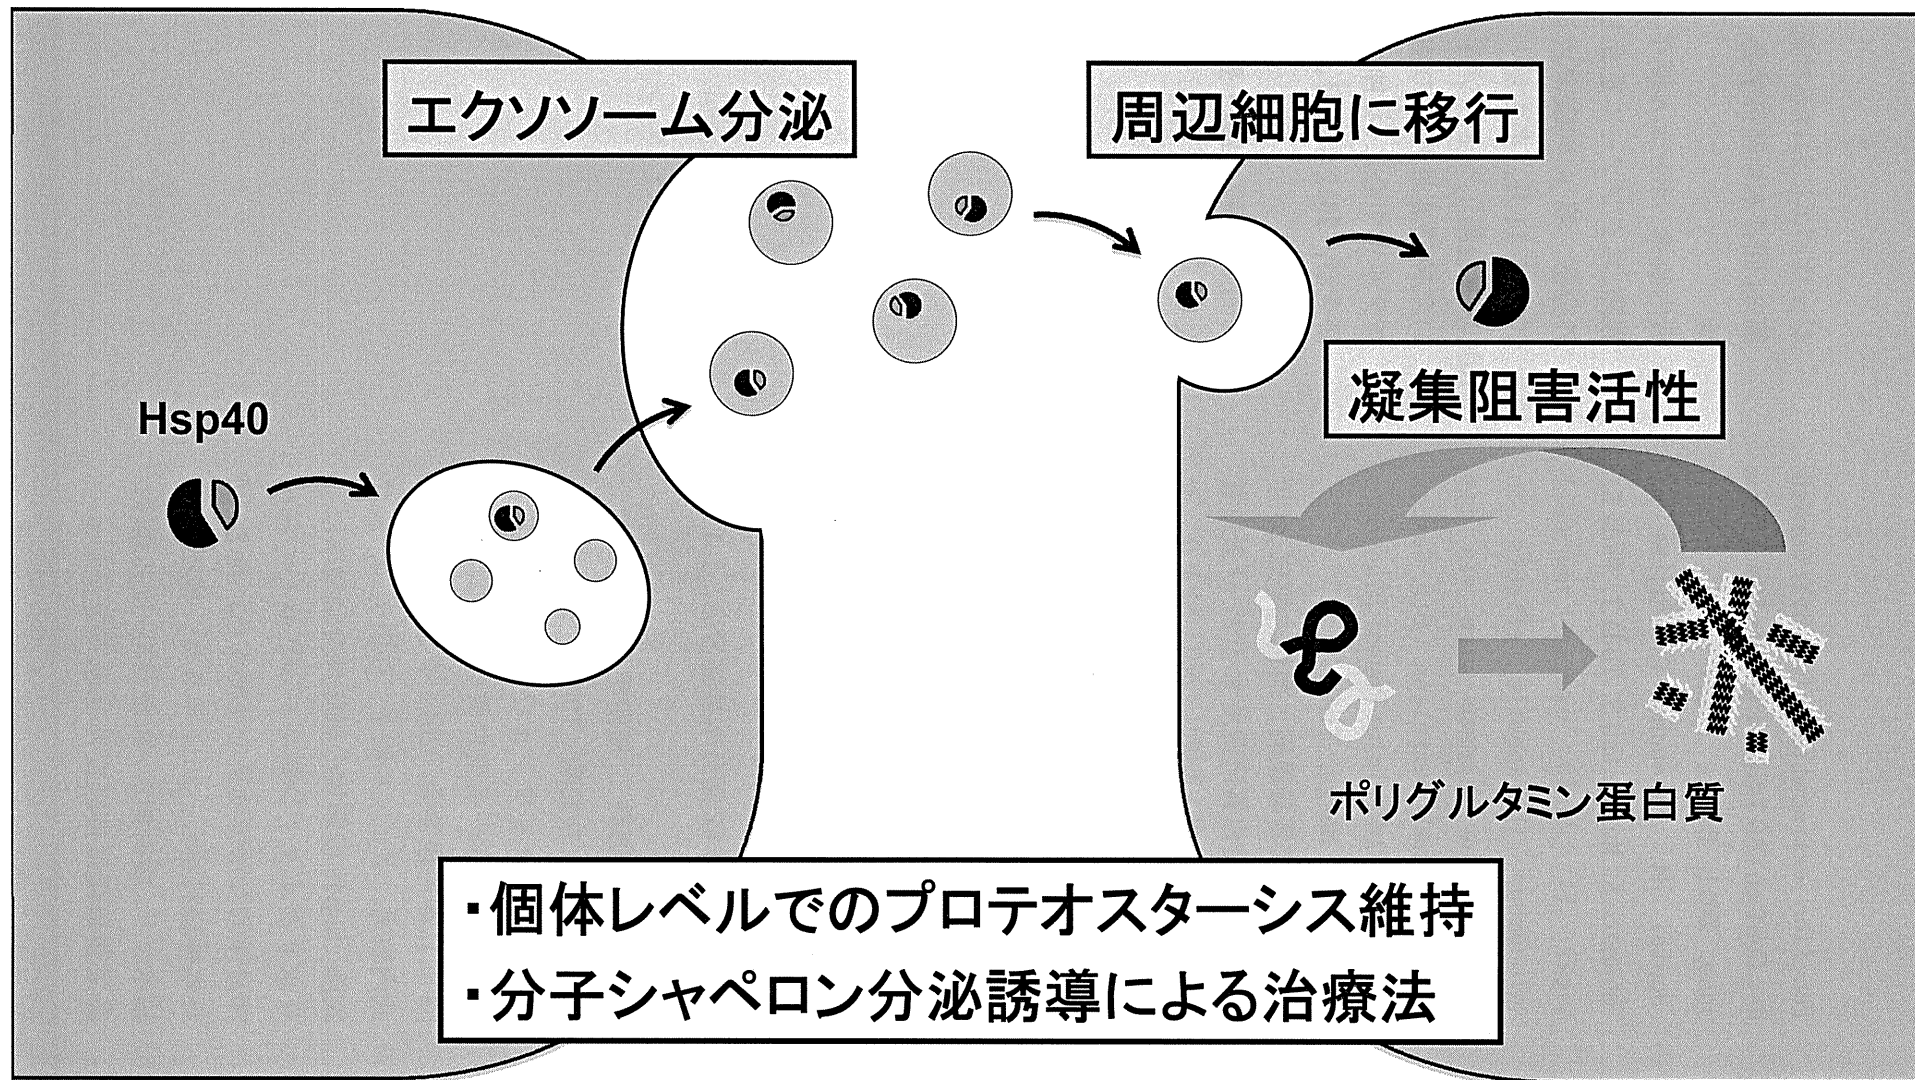 エクソソーム分泌
周辺細胞に移行
Hsp40
凝集阻害活性
ポリグルタミン蛋白質
・個体レベルでのプロテオスターシス維持
・分子シャペロン分泌誘導による治療法